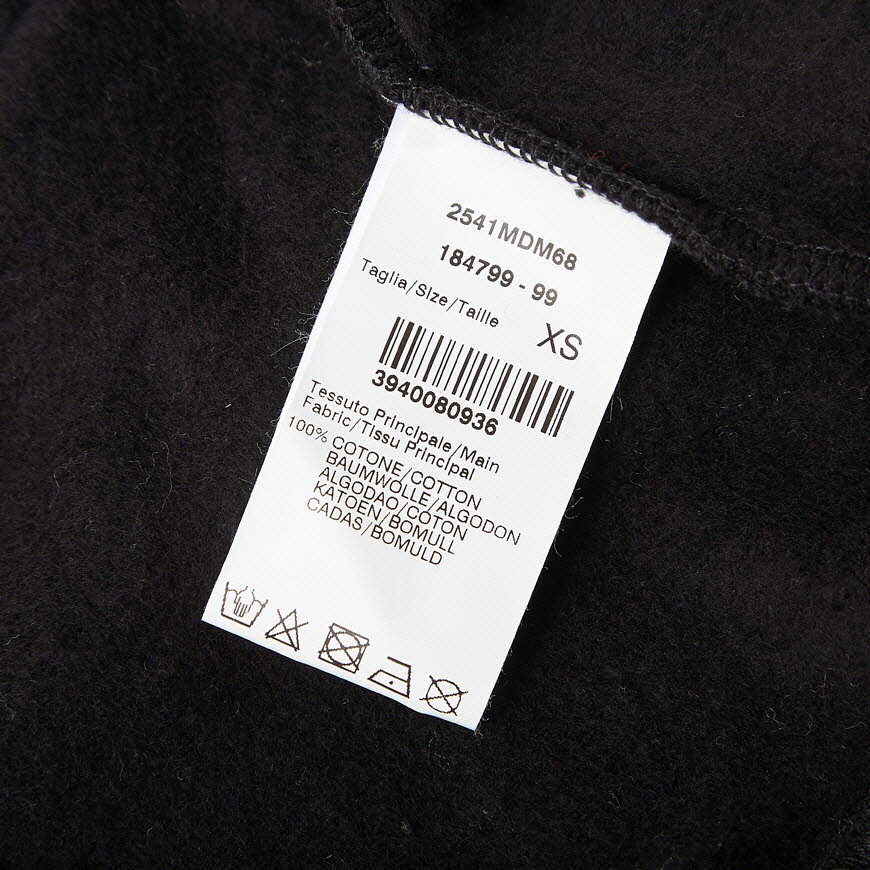 2541MDM68
184799 - 99
Taglia/Size/Taille
XS
3940080936
Tessuto Principale/Main
Fabric/Tissu Principal
100% COTONE/COTTON
BAUMWOLLE/ALGODON
ALGODAO/COTON
KATOEN/BOMULL
CADAS/BOMULD